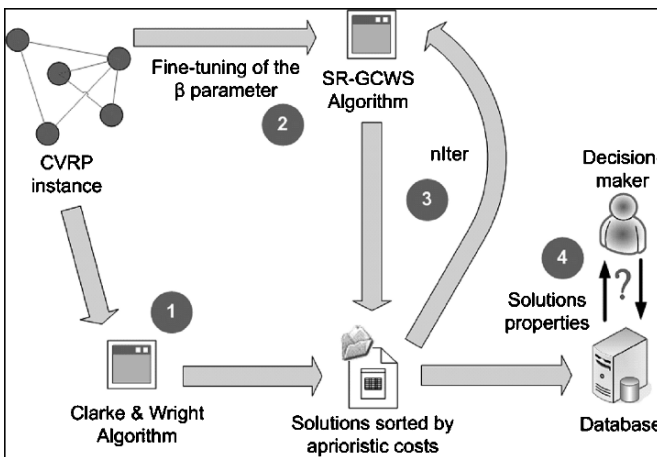 Fine-tuning of the
β parameter
2
SR-GCWS
Algorithm
CVRP
instance
nIter
3
Decision
maker
4
Solutions
properties
?
1
Clarke & Wright
Algorithm
Solutions sorted by
aprioristic costs
Database